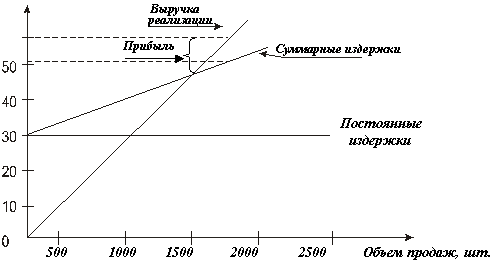 Выручка
реализации
Прибыль
Суммарные издержки
50
40
30
Постоянные
издержки
20
10
0
500 1000 1500 2000 2500 Объем продаж, шт.